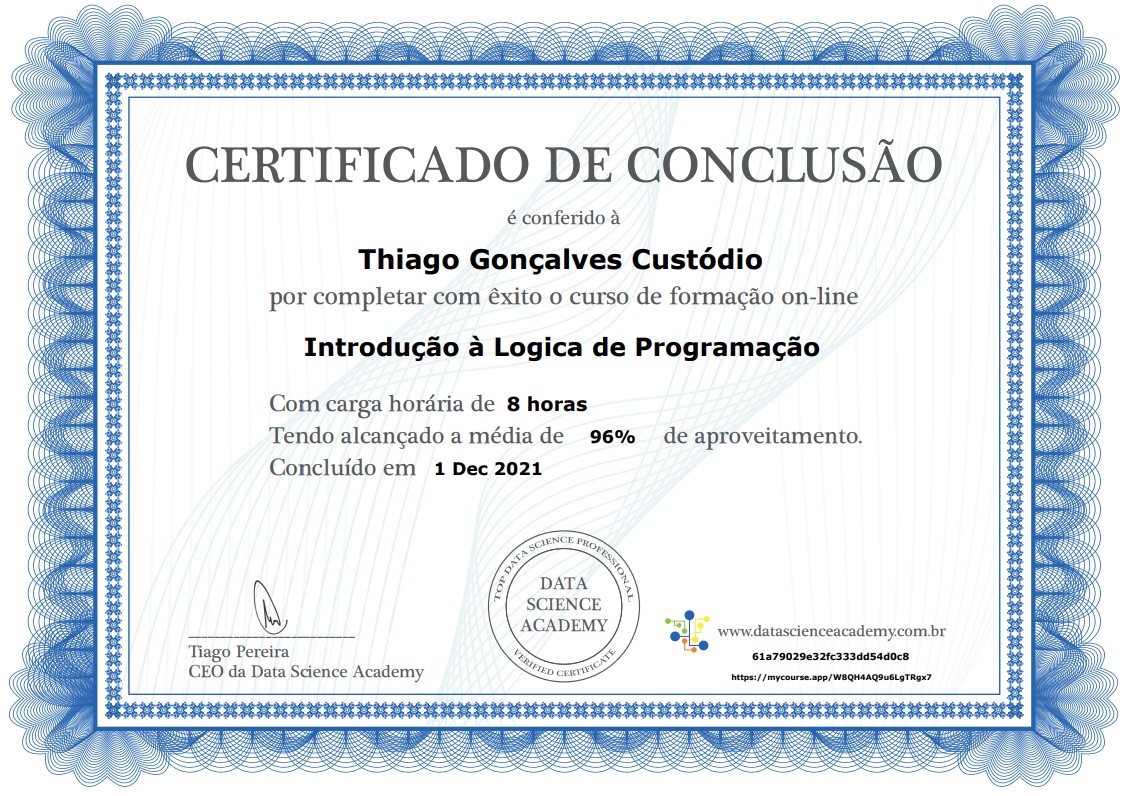 CERTIFICADO DE CONCLUSÃO
é conferido à
Thiago Gonçalves Custódio
por completar com êxito o curso de formação on-line
Introdução à Logica de Programação
Com carga horária de 8 horas
Tendo alcançado a média de 96% de aproveitamento.
Concluído em 1 Dec 2021
TOP DATA SCIENCE PROFESSIONAL
DATA
SCIENCE
ACADEMY
VERIFIED CERTIFICATE
Tiago Pereira
CEO da Data Science Academy
www.datascienceacademy.com.br
61a79029e32fc333dd54d0c8
https://mycourse.app/W8QH4AQ9u6LgTRgx7